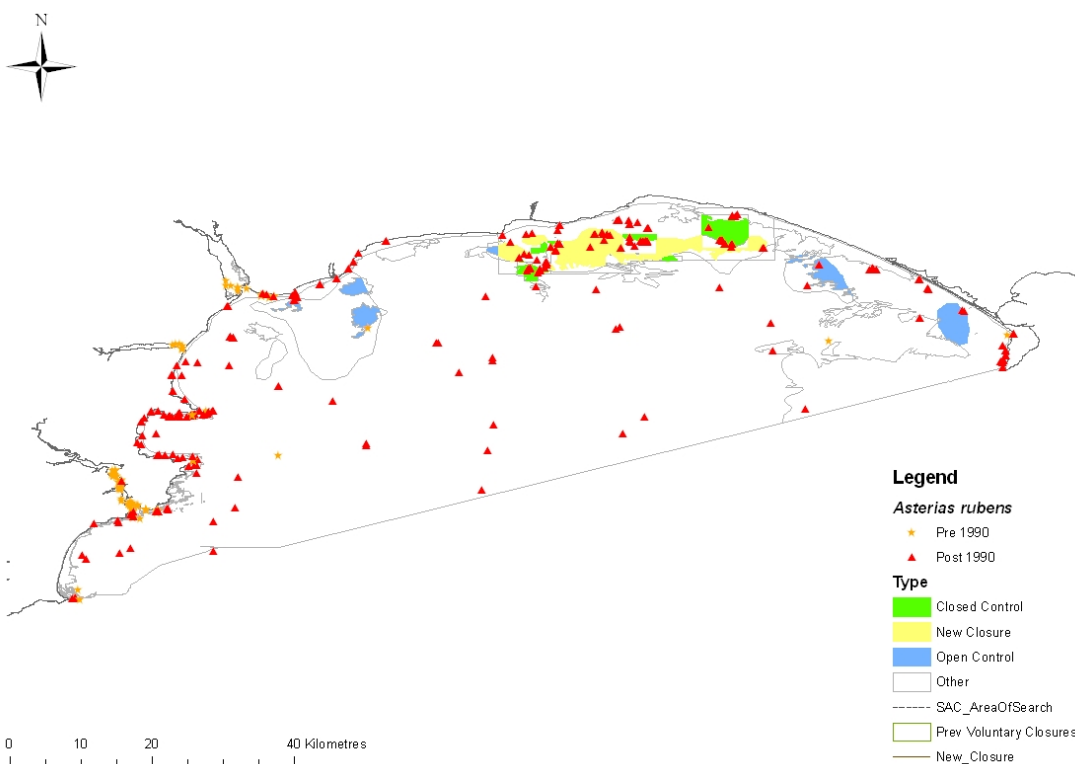 N
Legend
Asterias rubens
Pre 1990
Post 1990
Type
Closed Control
New Closure
Open Control
Other
SAC_AreaOfSearch
Prev Voluntary Closures
New_Closure
0 10 20 40 Kilometres